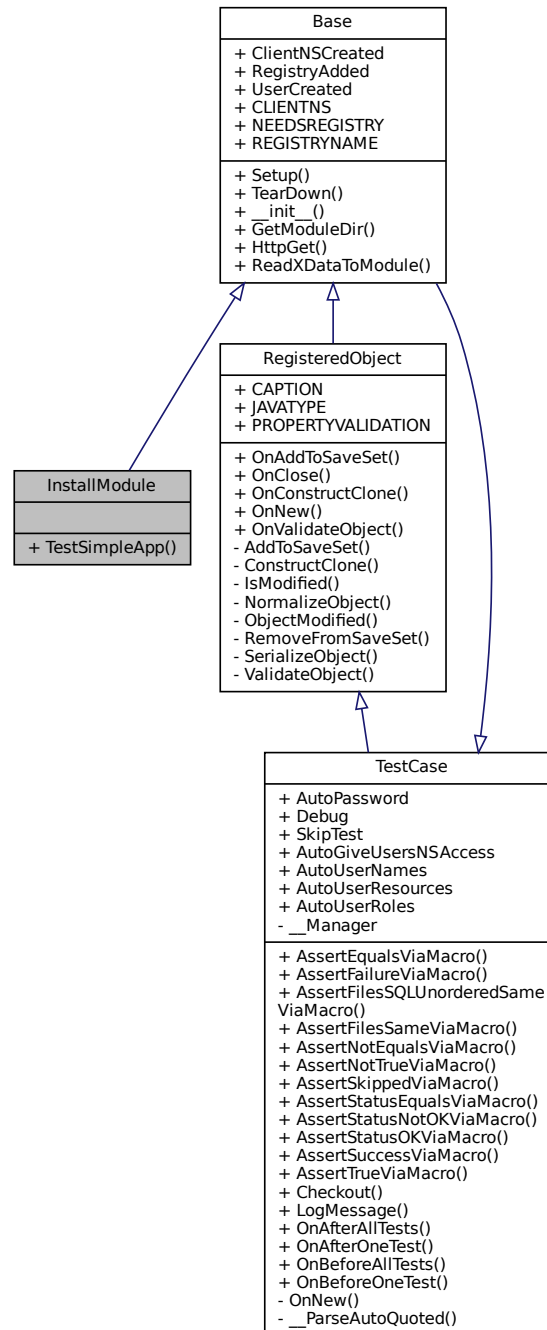 Base
+ ClientNSCreated
+ RegistryAdded
+ UserCreated
+ CLIENTNS
+ NEEDSREGISTRY
+ REGISTRYNAME
+ Setup()
+ TearDown()
+ __init__()
+ GetModuleDir()
+ HttpGet()
+ ReadXDataToModule()
RegisteredObject
+ CAPTION
+ JAVATYPE
+ PROPERTYVALIDATION
+ OnAddToSaveSet()
+ OnClose()
+ OnConstructClone()
+ OnNew()
+ OnValidateObject()
- AddToSaveSet()
- ConstructClone()
- IsModified()
- NormalizeObject()
- ObjectModified()
- RemoveFromSaveSet()
- SerializeObject()
- ValidateObject()
InstallModule
+ TestSimpleApp()
TestCase
+ AutoPassword
+ Debug
+ SkipTest
+ AutoGiveUsersNSAccess
+ AutoUserNames
+ AutoUserResources
+ AutoUserRoles
- __Manager
+ AssertEqualsViaMacro()
+ AssertFailureViaMacro()
+ AssertFilesSQLUnorderedSame
ViaMacro()
+ AssertFilesSameViaMacro()
+ AssertNotEqualsViaMacro()
+ AssertNotTrueViaMacro()
+ AssertSkippedViaMacro()
+ AssertStatusEqualsViaMacro()
+ AssertStatusNotOKViaMacro()
+ AssertStatusOKViaMacro()
+ AssertSuccessViaMacro()
+ AssertTrueViaMacro()
+ Checkout()
+ LogMessage()
+ OnAfterAllTests()
+ OnAfterOneTest()
+ OnBeforeAllTests()
+ OnBeforeOneTest()
- OnNew()
- __ParseAutoQuoted()